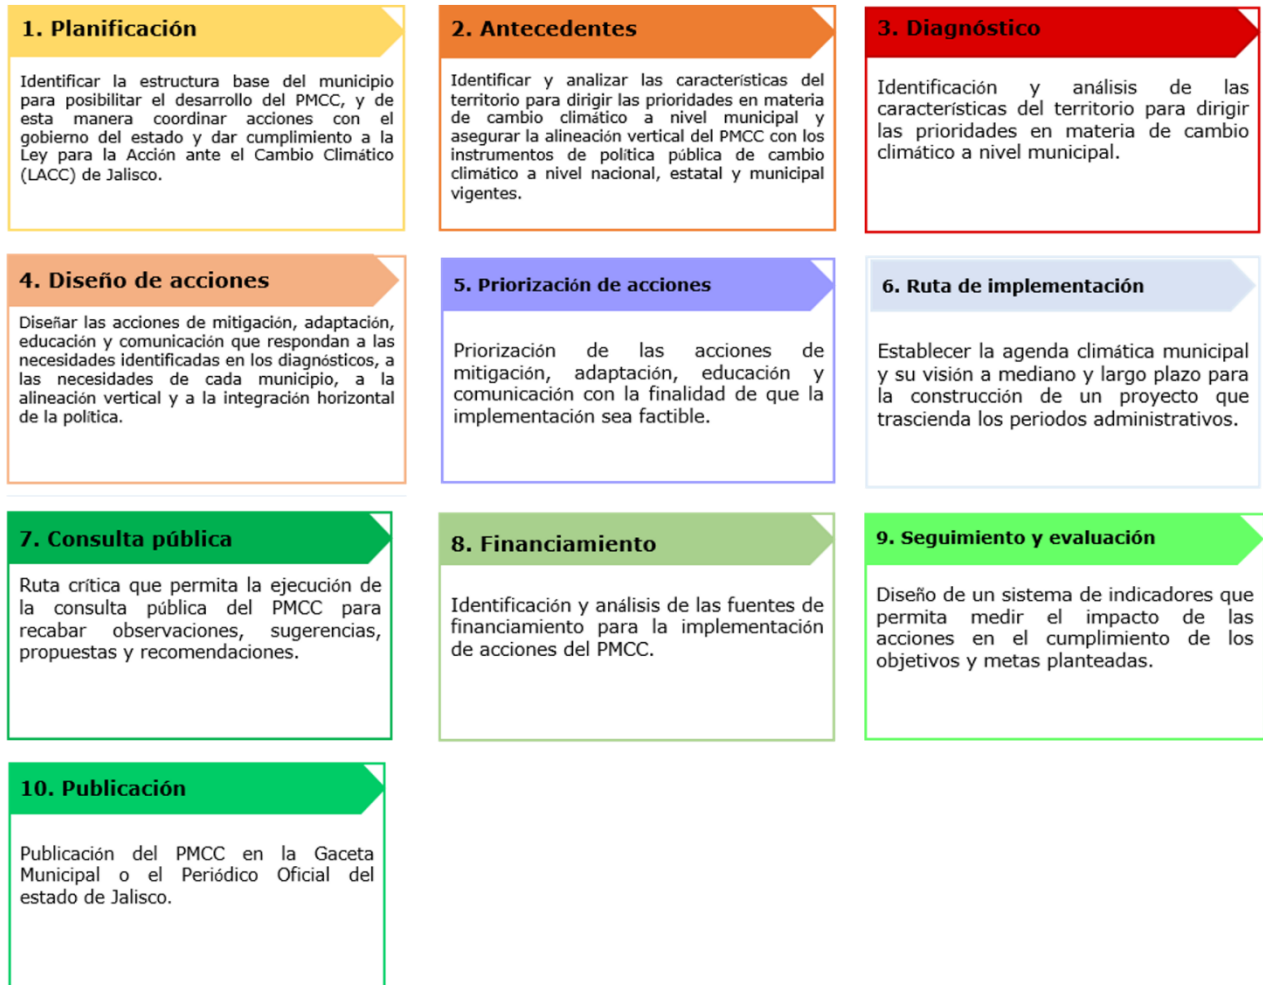 1. Planificación
Identificar la estructura base del municipio
para posibilitar el desarrollo del PMCC, y de
esta manera coordinar acciones con el
gobierno del estado y dar cumplimiento a la
Ley para la Acción ante el Cambio Climático
(LACC) de Jalisco.
2. Antecedentes
Identificar y analizar las características del
territorio para dirigir las prioridades en materia
de cambio climático a nivel municipal y
asegurar la alineación vertical del PMCC con los
instrumentos de política pública de cambio
climático a nivel nacional, estatal y municipal
vigentes.
3. Diagnóstico
Identificación y análisis de las
características del territorio para dirigir
las prioridades en materia de cambio
climático a nivel municipal.
4. Diseño de acciones
Diseñar las acciones de mitigación, adaptación,
educación y comunicación que respondan a las
necesidades identificadas en los diagnósticos, a
las necesidades de cada municipio, a la
alineación vertical y a la integración horizontal
de la política.
5. Priorización de acciones
Priorización de las acciones de
mitigación, adaptación, educación y
comunicación con la finalidad de que la
implementación sea factible.
6. Ruta de implementación
Establecer la agenda climática municipal
y su visión a mediano y largo plazo para
la construcción de un proyecto que
trascienda los periodos administrativos.
7. Consulta pública
Ruta crítica que permita la ejecución de
la consulta pública del PMCC para
recabar observaciones, sugerencias,
propuestas y recomendaciones.
8. Financiamiento
Identificación y análisis de las fuentes de
financiamiento para la implementación
de acciones del PMCC.
9. Seguimiento y evaluación
Diseño de un sistema de indicadores que
permita medir el impacto de las
acciones en el cumplimiento de los
objetivos y metas planteadas.
10. Publicación
Publicación del PMCC en la Gaceta
Municipal o el Periódico Oficial del
estado de Jalisco.